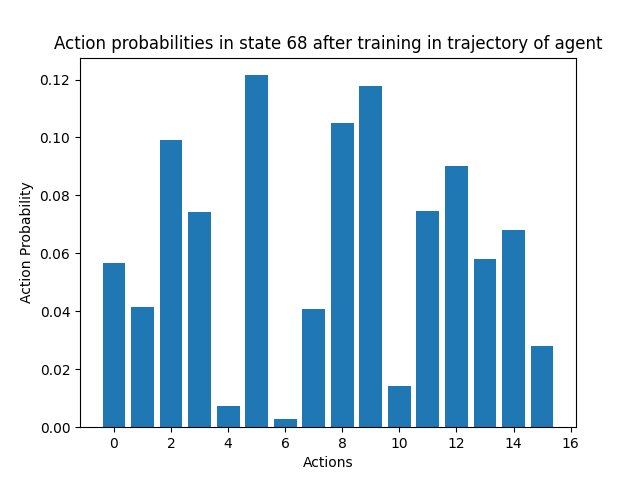 Action probabilities in state 68 after training in trajectory of agent
0.12
0.10
0.08
0.06
0.04
0.02
0.00
Action Probability
0 2 4 6 8 10 12 14 16
Actions